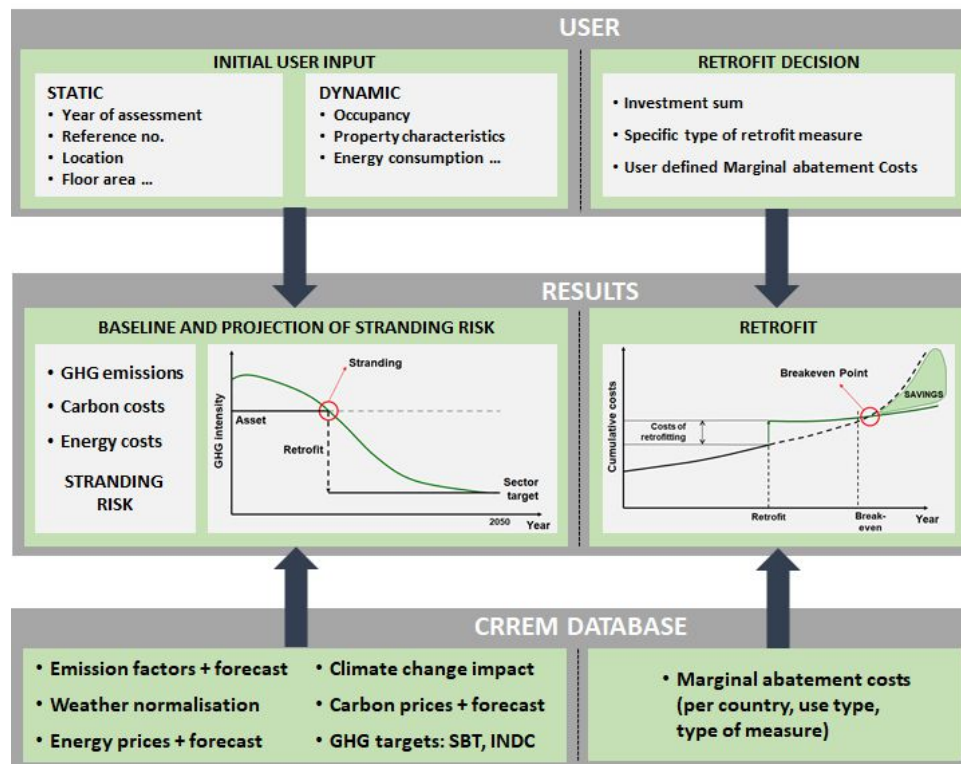 USER
INITIAL USER INPUT
STATIC
• Year of assessment
• Reference no.
• Location
• Floor area ...
DYNAMIC
• Occupancy
• Property characteristics
• Energy consumption ...
RETROFIT DECISION
• Investment sum
• Specific type of retrofit measure
• User defined Marginal abatement Costs
RESULTS
BASELINE AND PROJECTION OF STRANDING RISK
• GHG emissions
• Carbon costs
• Energy costs
STRANDING
RISK
GHG intensity
Stranding
Asset
Retrofit
Sector
target
2050
Year
RETROFIT
Cumulative costs
Breakeven Point
SAVINGS
Costs of
retrofitting
Retrofit
Break-
even
Year
CRREM DATABASE
• Emission factors + forecast
• Weather normalisation
• Energy prices + forecast
• Climate change impact
• Carbon prices + forecast
• GHG targets: SBT, INDC
• Marginal abatement costs
(per country, use type,
type of measure)